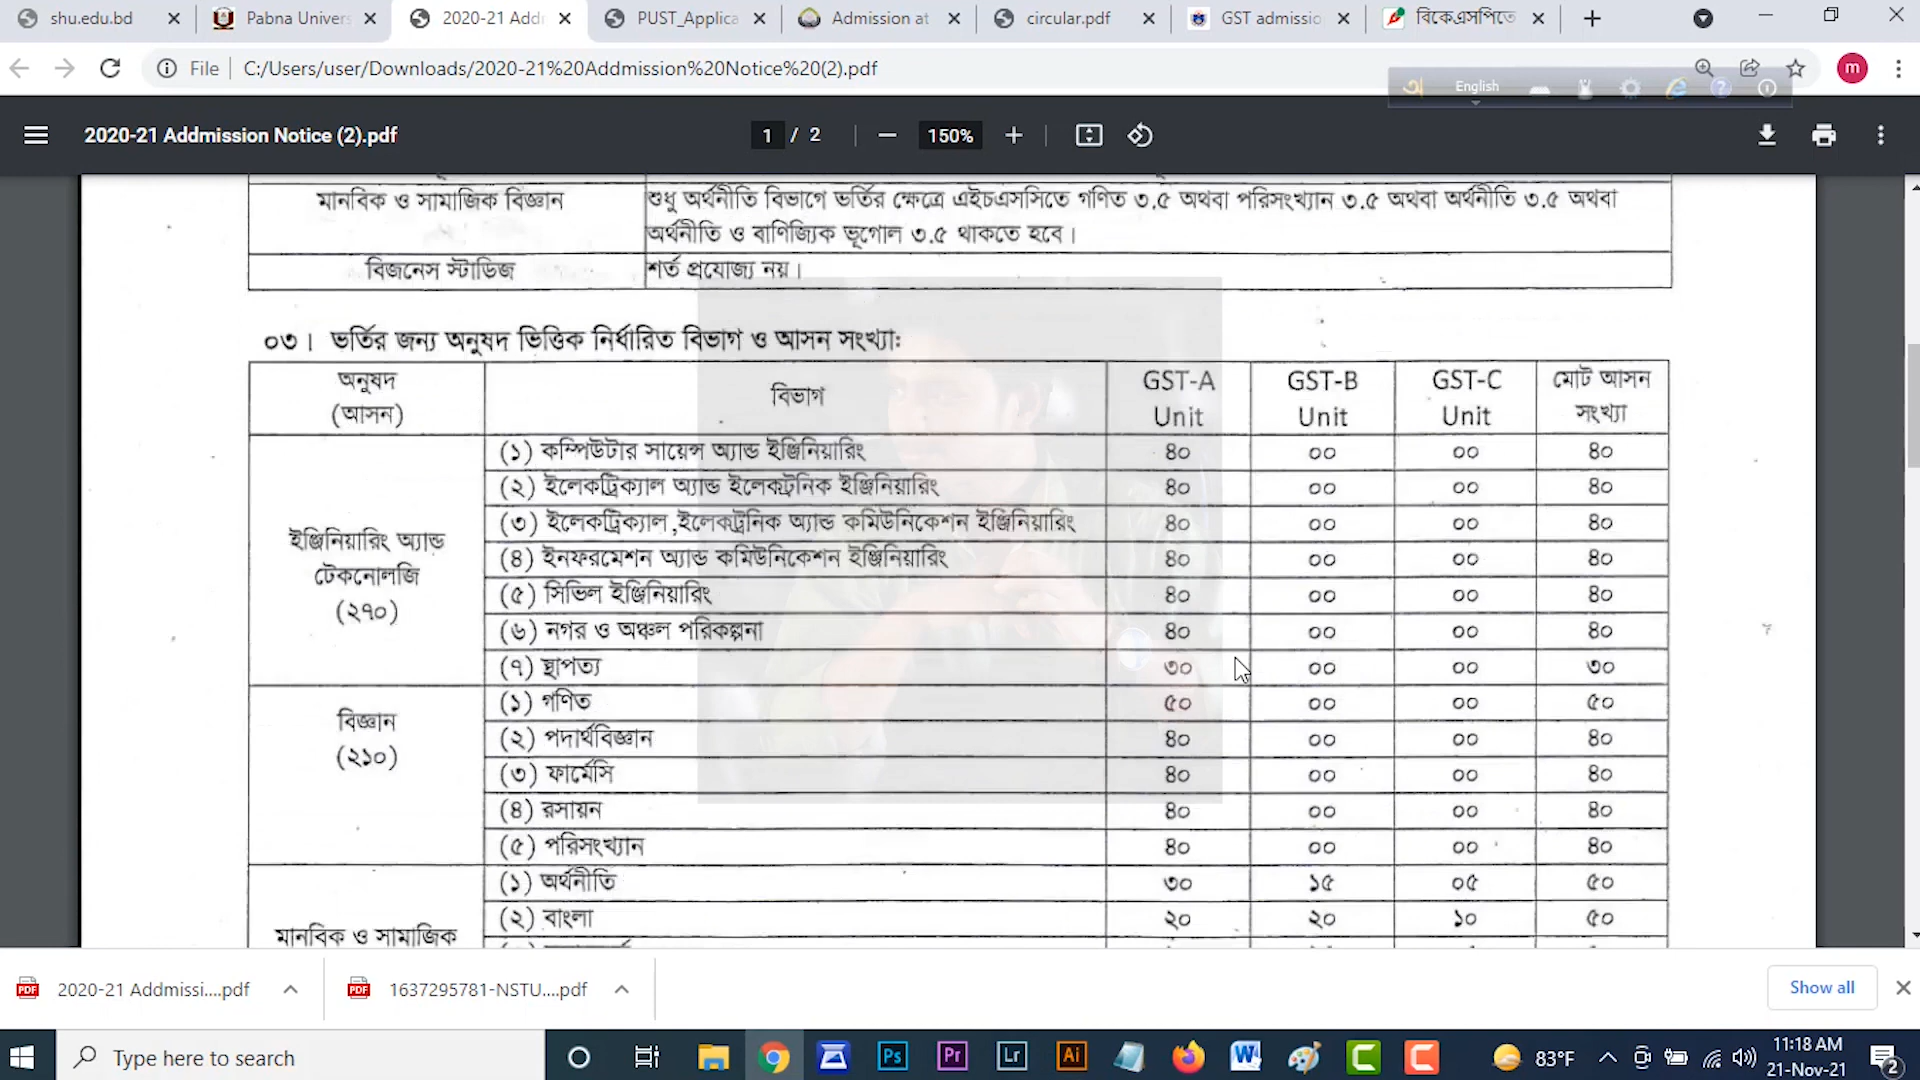 shu.edu.bd
Pabna Univers
2020-21 Addn
PUST_Applica
Admission at
circular.pdf
GST admissio
বিকেএসপিতে
File C:/Users/user/Downloads/2020-21%20Addmission%20Notice%20(2).pdf
m
English
2020-21 Addmission Notice (2).pdf
1 / 2
150%
মানবিক ও সামাজিক বিজ্ঞান শুধু অর্থনীতি বিভাগে ভর্তির ক্ষেত্রে এইচএসসিতে গণিত ৩.৫ অথবা পরিসংখ্যান ৩.৫ অথবা অর্থনীতি ৩.৫ অথবা
অর্থনীতি ও বাণিজ্যিক ভূগোল ৩.৫ থাকতে হবে।
বিজনেস স্টাডিজ শর্ত প্রযোজ্য নয়।
০৩। ভর্তির জন্য অনুষদ ভিত্তিক নির্ধারিত বিভাগ ও আসন সংখ্যাঃ
অনুষদ
(আসন)
বিভাগ
GST-A
Unit
GST-B
Unit
GST-C
Unit
মোট আসন
সংখ্যা
ইঞ্জিনিয়ারিং অ্যান্ড
টেকনোলজি
(২৭০)
(১) কম্পিউটার সায়েন্স অ্যান্ড ইঞ্জিনিয়ারিং ৪০ ০০ ০০ ৪০
(২) ইলেকট্রিক্যাল অ্যান্ড ইলেকট্রনিক ইঞ্জিনিয়ারিং ৪০ ০০ ০০ ৪০
(৩) ইলেকট্রিক্যাল,ইলেকট্রনিক অ্যান্ড কমিউনিকেশন ইঞ্জিনিয়ারিং ৪০ ০০ ০০ ৪০
(৪) ইনফরমেশন অ্যান্ড কমিউনিকেশন ইঞ্জিনিয়ারিং ৪০ ০০ ০০ ৪০
(৫) সিভিল ইঞ্জিনিয়ারিং ৪০ ০০ ০০ ৪০
(৬) নগর ও অঞ্চল পরিকল্পনা ৪০ ০০ ০০ ৪০
(৭) স্থাপত্য ৩০ ০০ ০০ ৩০
বিজ্ঞান
(২১০)
(১) গণিত ৫০ ০০ ০০ ৫০
(২) পদার্থবিজ্ঞান ৪০ ০০ ০০ ৪০
(৩) ফার্মেসি ৪০ ০০ ০০ ৪০
(৪) রসায়ন ৪০ ০০ ০০ ৪০
(৫) পরিসংখ্যান ৪০ ০০ ০০ ৪০
মানবিক ও সামাজিক
(১) অর্থনীতি ৩০ ১৫ ০৫ ৫০
(২) বাংলা ২০ ২০ ১০ ৫০
2020-21 Addmissi....pdf
1637295781-NSTU....pdf
Show all
Type here to search
Ps
Pr
Lr
Ai
W
C
C
83°F
11:18 AM
21-Nov-21
2